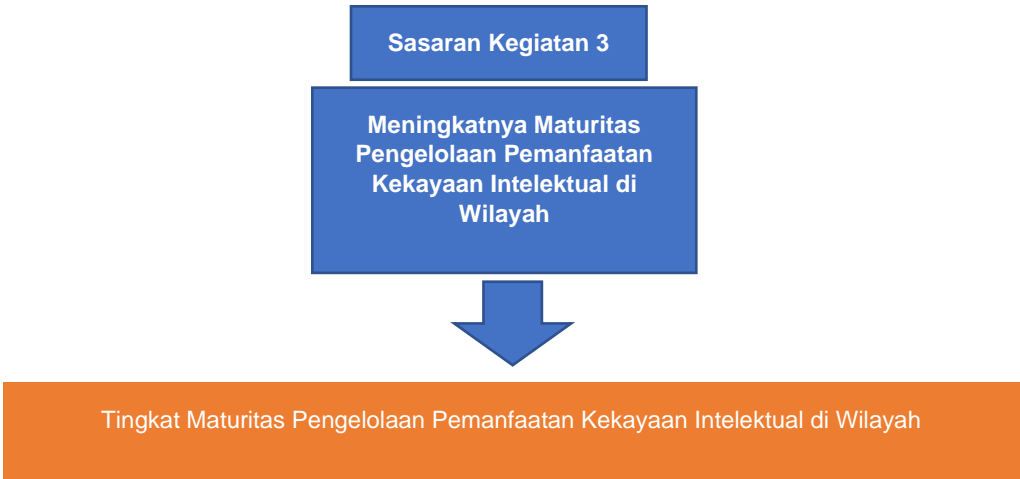 Sasaran Kegiatan 3
Meningkatnya Maturitas
Pengelolaan Pemanfaatan
Kekayaan Intelektual di
Wilayah
Tingkat Maturitas Pengelolaan Pemanfaatan Kekayaan Intelektual di Wilayah